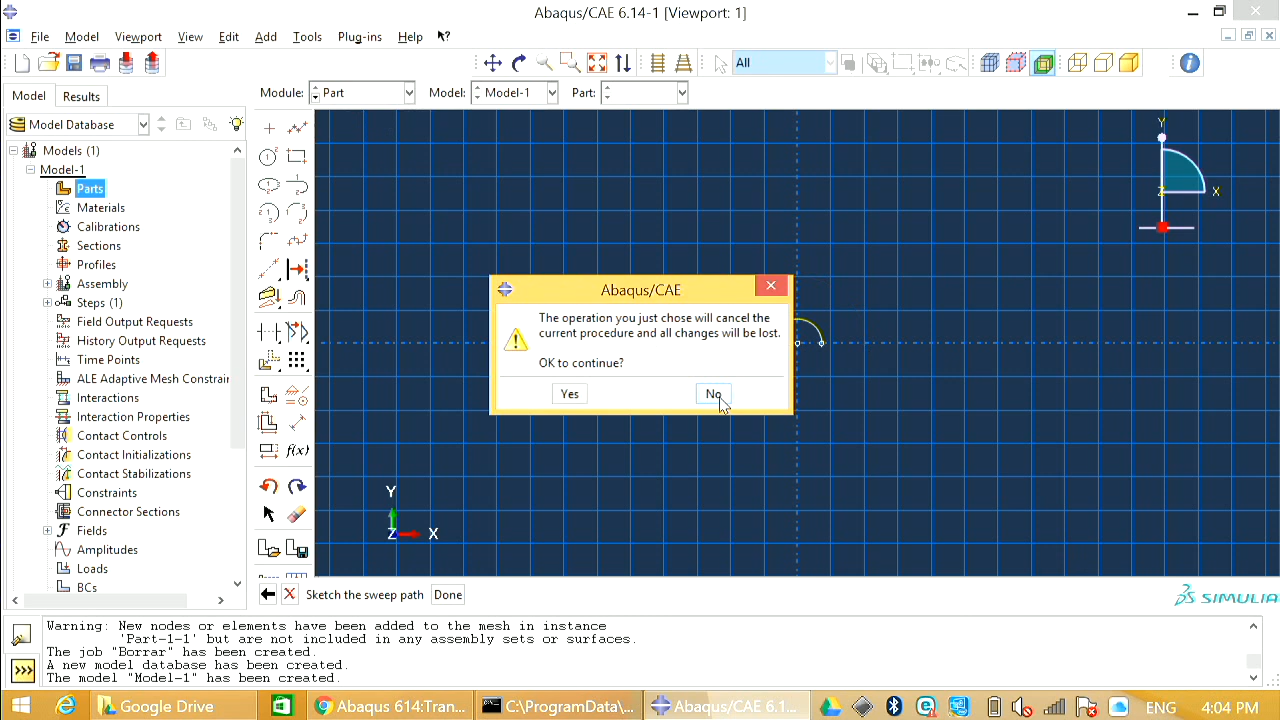 Abaqus/CAE 6.14-1 [Viewport: 1]
File Model Viewport View Edit Add Tools Plug-ins Help
All
Model Results
Module: Part Model: Model-1 Part:
Model Database
Models (1)
Model-1
Parts
Materials
Calibrations
Sections
Profiles
Assembly
Steps (1)
Field Output Requests
History Output Requests
Time Points
ALE Adaptive Mesh Constrain
Interactions
Interaction Properties
Contact Controls
Contact Initializations
Contact Stabilizations
Constraints
Connector Sections
Fields
Amplitudes
Loads
BCs
f(x)
Y
Z X
Abaqus/CAE
The operation you just chose will cancel the
current procedure and all changes will be lost.
OK to continue?
Yes No
Y
Z X
Sketch the sweep path Done
SIMULIA
Warning: New nodes or elements have been added to the mesh in instance
'Part-1-1' but are not included in any assembly sets or surfaces.
The job "Borrar" has been created.
A new model database has been created.
The model "Model-1" has been created.
Google Drive
Abaqus 614:Tran...
C:\ProgramData\...
Abaqus/CAE 6.1...
ENG 4:04 PM